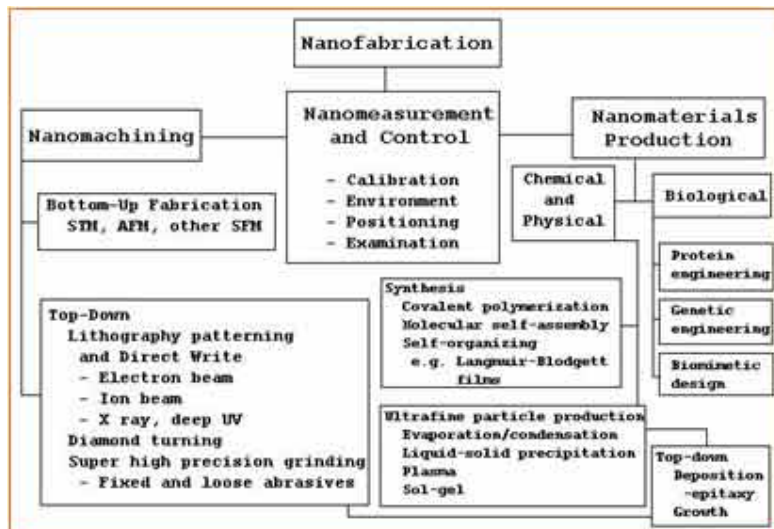 Nanofabrication
Nanomachining
Nanomeasurement
and Control
- Calibration
- Environment
- Positioning
- Examination
Nanomaterials
Production
Bottom-Up Fabrication
STM, AFM, other SFM
Chemical
and
Physical
Biological
Protein
engineering
Genetic
engineering
Biomimetic
design
Synthesis
Covalent polymerization
Molecular self-assembly
Self-organizing
e.g. Langmuir-Blodgett
films
Top-Down
Lithography patterning
and Direct Write
- Electron beam
- Ion beam
- X ray, deep UV
Diamond turning
Super high precision grinding
- Fixed and loose abrasives
Ultrafine particle production
Evaporation/condensation
Liquid-solid precipitation
Plasma
Sol-gel
Top-down
Deposition
-epitaxy
Growth